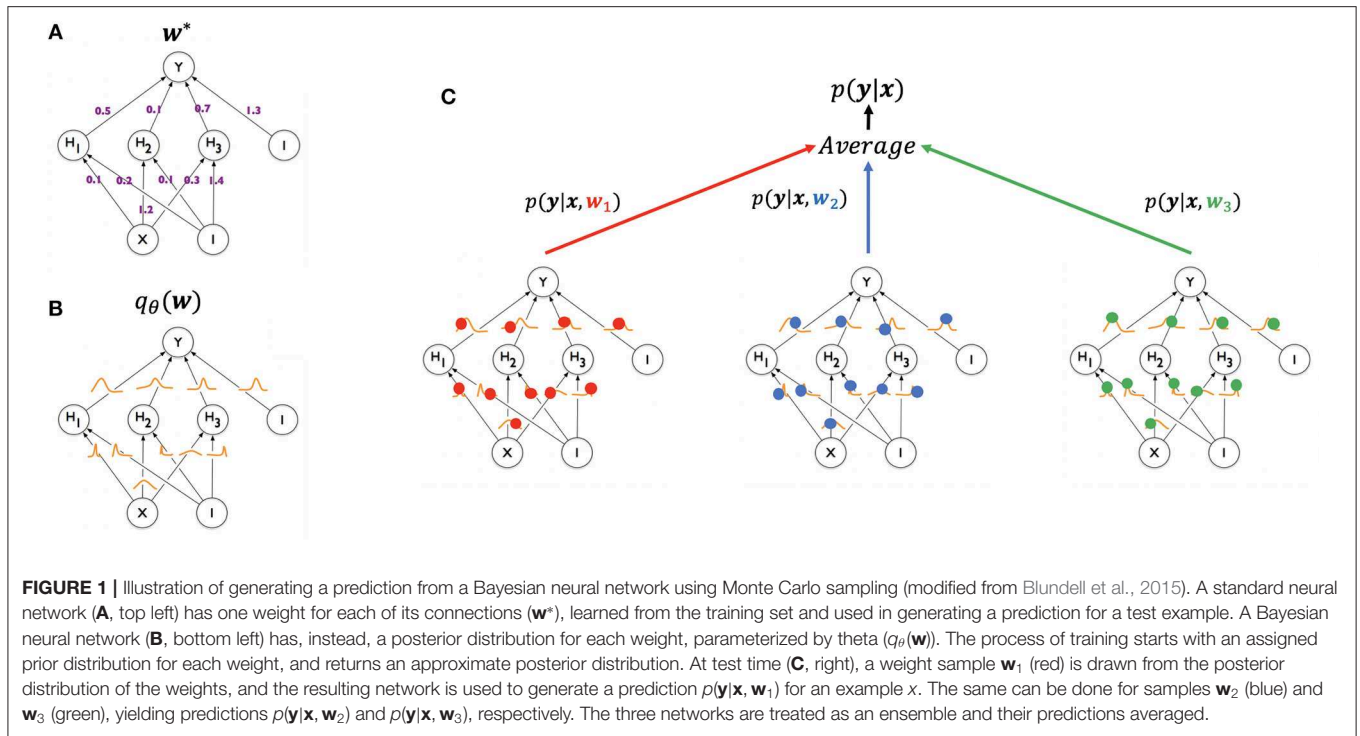 A
w*
Y
0.5
0.1
0.7
1.3
H1
H2
H3
I
0.1
0.2
0.1
0.3
1.4
1.2
X
I
B
qθ(w)
Y
H1
H2
H3
I
X
I
C
p(y|x)
Average
p(y|x, w1)
p(y|x, w2)
p(y|x, w3)
Y
H1
H2
H3
I
X
I
Y
H1
H2
H3
I
X
I
Y
H1
H2
H3
I
X
I
FIGURE 1 | Illustration of generating a prediction from a Bayesian neural network using Monte Carlo sampling (modified from Blundell et al., 2015). A standard neural
network (A, top left) has one weight for each of its connections (w*), learned from the training set and used in generating a prediction for a test example. A Bayesian
neural network (B, bottom left) has, instead, a posterior distribution for each weight, parameterized by theta (qθ(w)). The process of training starts with an assigned
prior distribution for each weight, and returns an approximate posterior distribution. At test time (C, right), a weight sample w1 (red) is drawn from the posterior
distribution of the weights, and the resulting network is used to generate a prediction p(y|x, w1) for an example x. The same can be done for samples w2 (blue) and
w3 (green), yielding predictions p(y|x, w2) and p(y|x, w3), respectively. The three networks are treated as an ensemble and their predictions averaged.